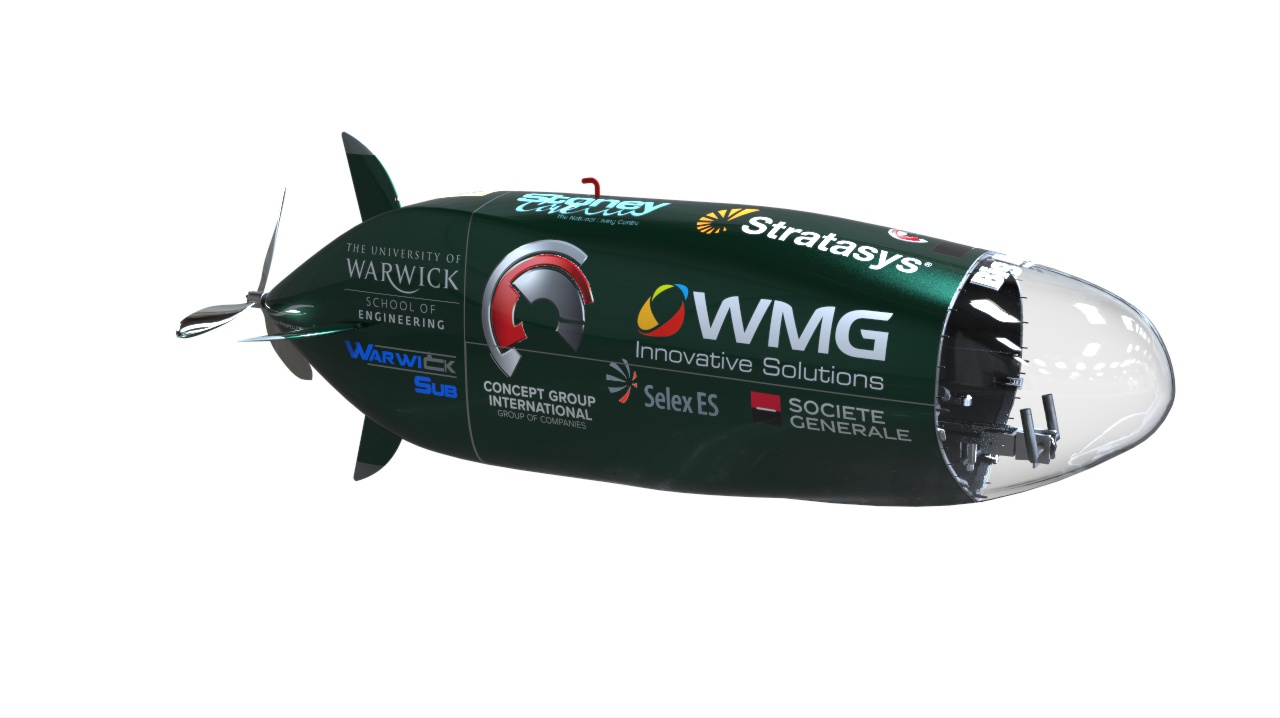 THE UNIVERSITY OF
WARWICK
SCHOOL OF
ENGINEERING
WARWICK
SUB
Stoney
Cove
The National Diving Centre
CONCEPT GROUP
INTERNATIONAL
GROUP OF COMPANIES
Stratasys®
WMG
Innovative Solutions
Selex ES
SOCIETE
GENERALE